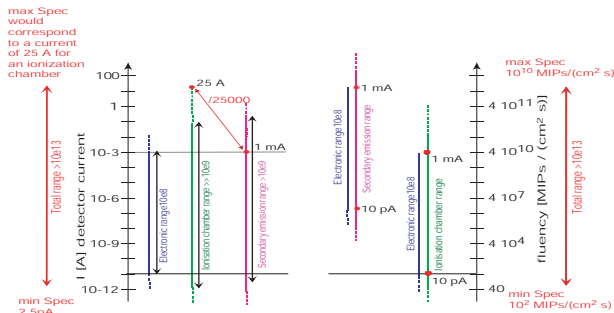 max Spec
would
correspond
to a current
of 25 A for
an ionization
chamber
Total range >10e13
min Spec
2.5pA
I [A] detector current
100
1
10-3
10-6
10-9
10-12
25 A
/25000
1 mA
Electronic range10e8
Ionisation chamber range >> 10e9
Secondary emission range >10e9
Electronic range10e8
Secondary emission range
1 mA
10 pA
Electronic range10e8
Ionisation chamber range
1 mA
10 pA
max Spec
10¹⁰ MIPs/(cm² s)
4 10¹¹
4 10¹⁰
4 10⁷
4 10⁴
40
fluency [MIPs / (cm² s)]
Total range >10e13
min Spec
10² MIPs/(cm² s)